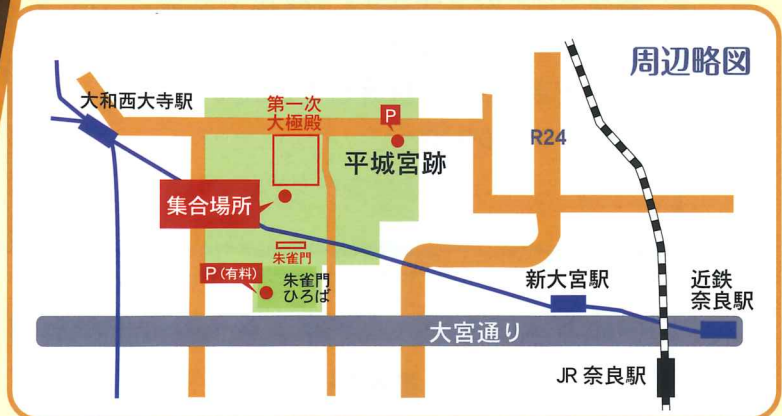 周辺略図
大和西大寺駅
第一次
大極殿
P
平城宮跡
R24
集合場所
朱雀門
P(有料)
朱雀門
ひろば
新大宮駅
近鉄
奈良駅
大宮通り
JR 奈良駅